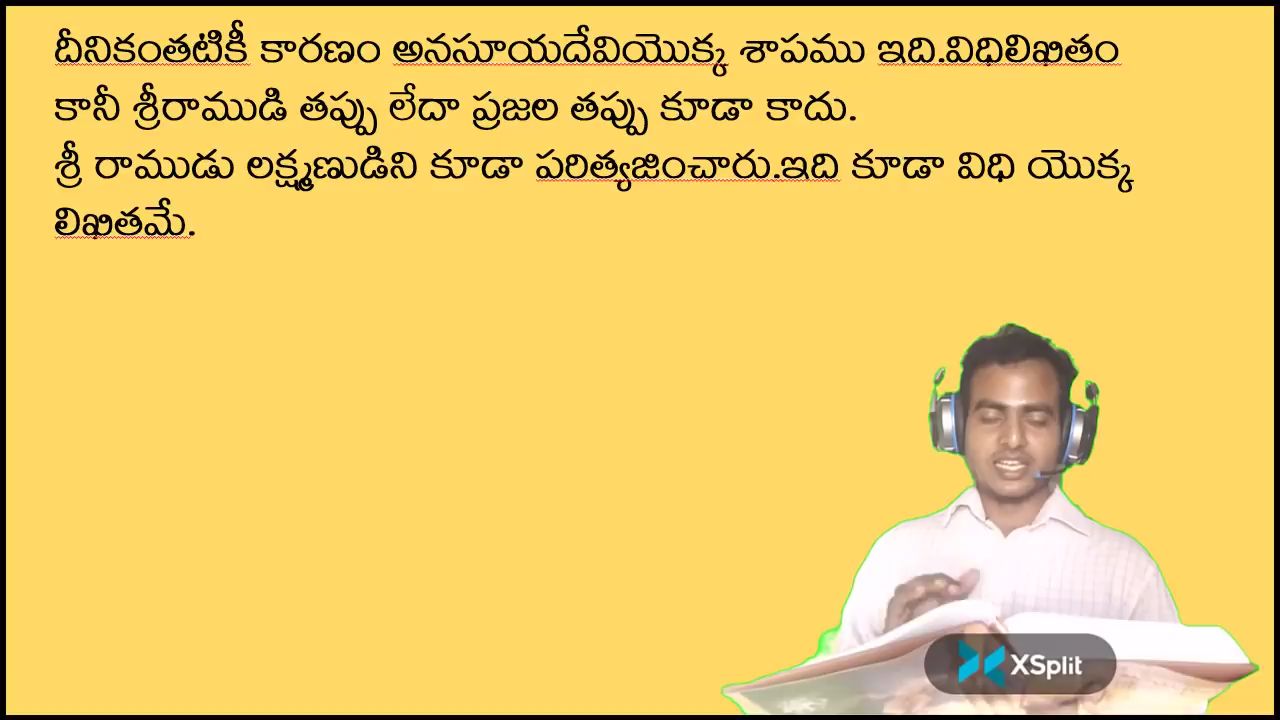 దీనికంతటికీ కారణం అనసూయదేవియొక్క శాపము ఇది.విధిలిఖితం
కానీ శ్రీరాముడి తప్పు లేదా ప్రజల తప్పు కూడా కాదు.
శ్రీ రాముడు లక్ష్మణుడిని కూడా పరిత్యజించారు.ఇది కూడా విధి యొక్క
లిఖితమే.
XSplit